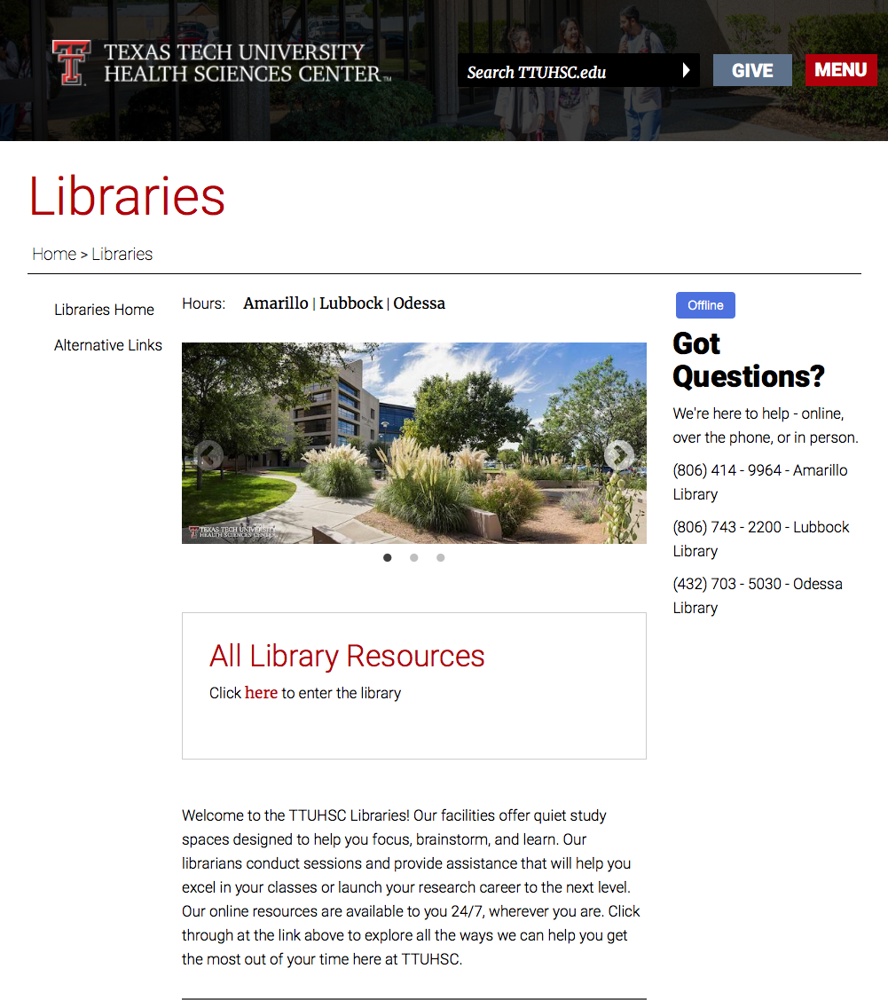 TEXAS TECH UNIVERSITY
HEALTH SCIENCES CENTER™
Search TTUHSC.edu
GIVE
MENU
Libraries
Home > Libraries
Libraries Home
Alternative Links
Hours: Amarillo | Lubbock | Odessa
TEXAS TECH UNIVERSITY
HEALTH SCIENCES CENTER
All Library Resources
Click here to enter the library
Welcome to the TTUHSC Libraries! Our facilities offer quiet study
spaces designed to help you focus, brainstorm, and learn. Our
librarians conduct sessions and provide assistance that will help you
excel in your classes or launch your research career to the next level.
Our online resources are available to you 24/7, wherever you are. Click
through at the link above to explore all the ways we can help you get
the most out of your time here at TTUHSC.
Offline
Got
Questions?
We're here to help - online,
over the phone, or in person.
(806) 414 - 9964 - Amarillo
Library
(806) 743 - 2200 - Lubbock
Library
(432) 703 - 5030 - Odessa
Library